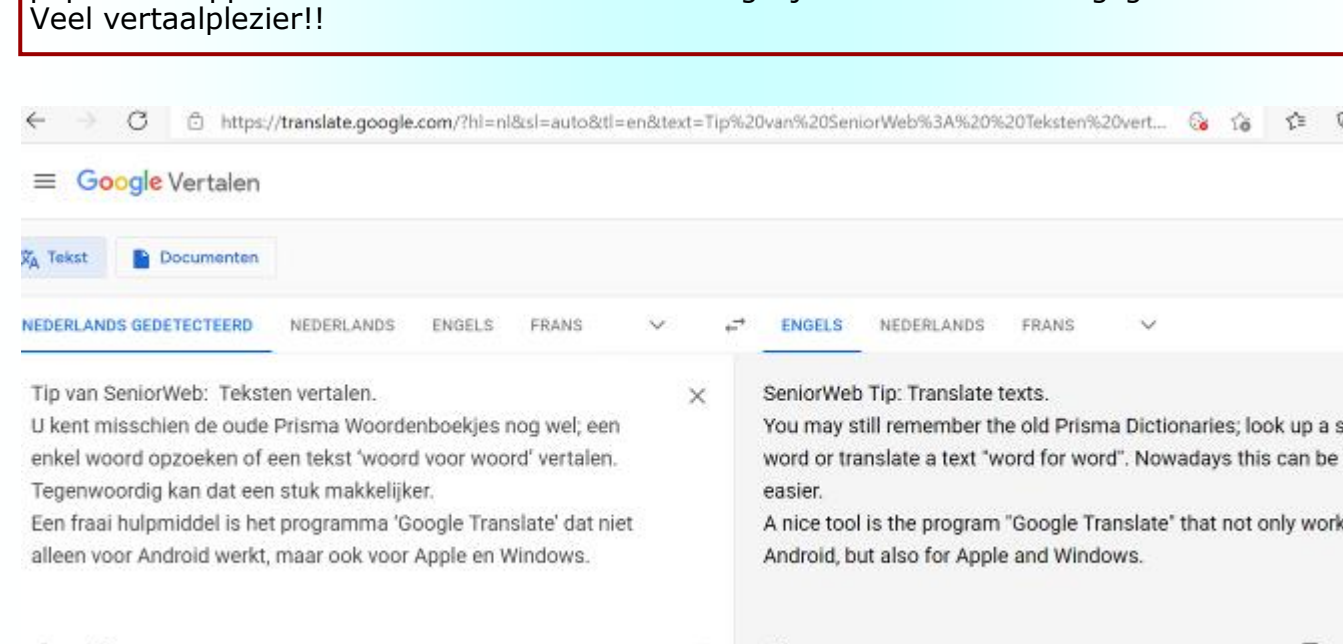 Veel vertaalplezier!!
https://translate.google.com/?hl=nl&sl=auto&tl=en&text=Tip%20van%20SeniorWeb%3A%20%20Teksten%20vert...
Google Vertalen
Tekst Documenten
NEDERLANDS GEDETECTEERD NEDERLANDS ENGELS FRANS ENGELS NEDERLANDS FRANS
Tip van SeniorWeb: Teksten vertalen.
U kent misschien de oude Prisma Woordenboekjes nog wel; een
enkel woord opzoeken of een tekst 'woord voor woord' vertalen.
Tegenwoordig kan dat een stuk makkelijker.
Een fraai hulpmiddel is het programma 'Google Translate' dat niet
alleen voor Android werkt, maar ook voor Apple en Windows.
SeniorWeb Tip: Translate texts.
You may still remember the old Prisma Dictionaries; look up a s
word or translate a text "word for word". Nowadays this can be
easier.
A nice tool is the program "Google Translate" that not only work
Android, but also for Apple and Windows.